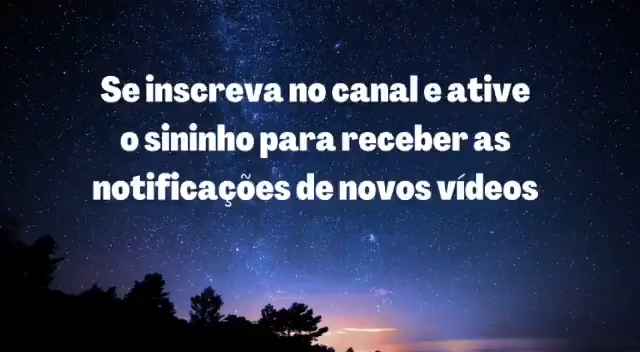 Se inscreva no canal e ative
o sininho para receber as
notificações de novos vídeos